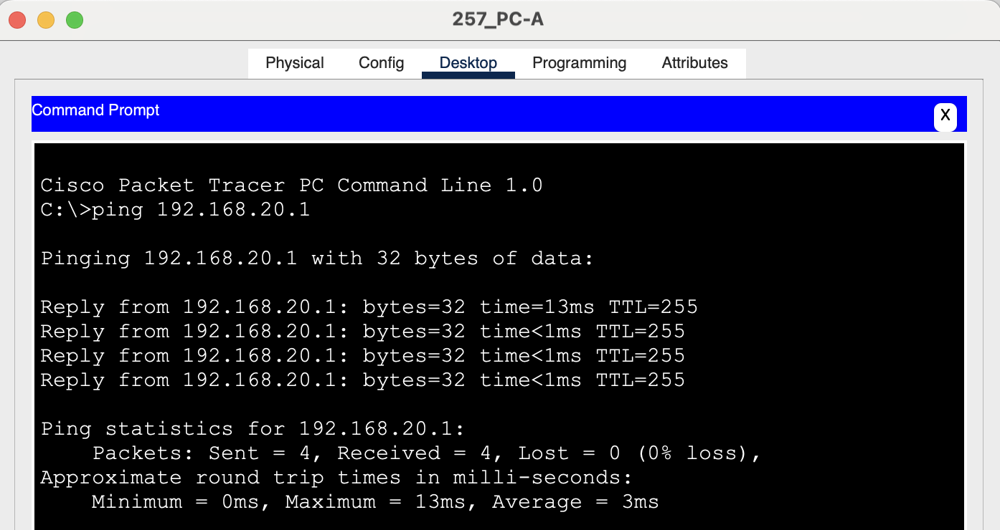 257_PC-A
Physical Config Desktop Programming Attributes
Command Prompt
X
Cisco Packet Tracer PC Command Line 1.0
C:\>ping 192.168.20.1
Pinging 192.168.20.1 with 32 bytes of data:
Reply from 192.168.20.1: bytes=32 time=13ms TTL=255
Reply from 192.168.20.1: bytes=32 time<1ms TTL=255
Reply from 192.168.20.1: bytes=32 time<1ms TTL=255
Reply from 192.168.20.1: bytes=32 time<1ms TTL=255
Ping statistics for 192.168.20.1:
    Packets: Sent = 4, Received = 4, Lost = 0 (0% loss),
Approximate round trip times in milli-seconds:
    Minimum = 0ms, Maximum = 13ms, Average = 3ms